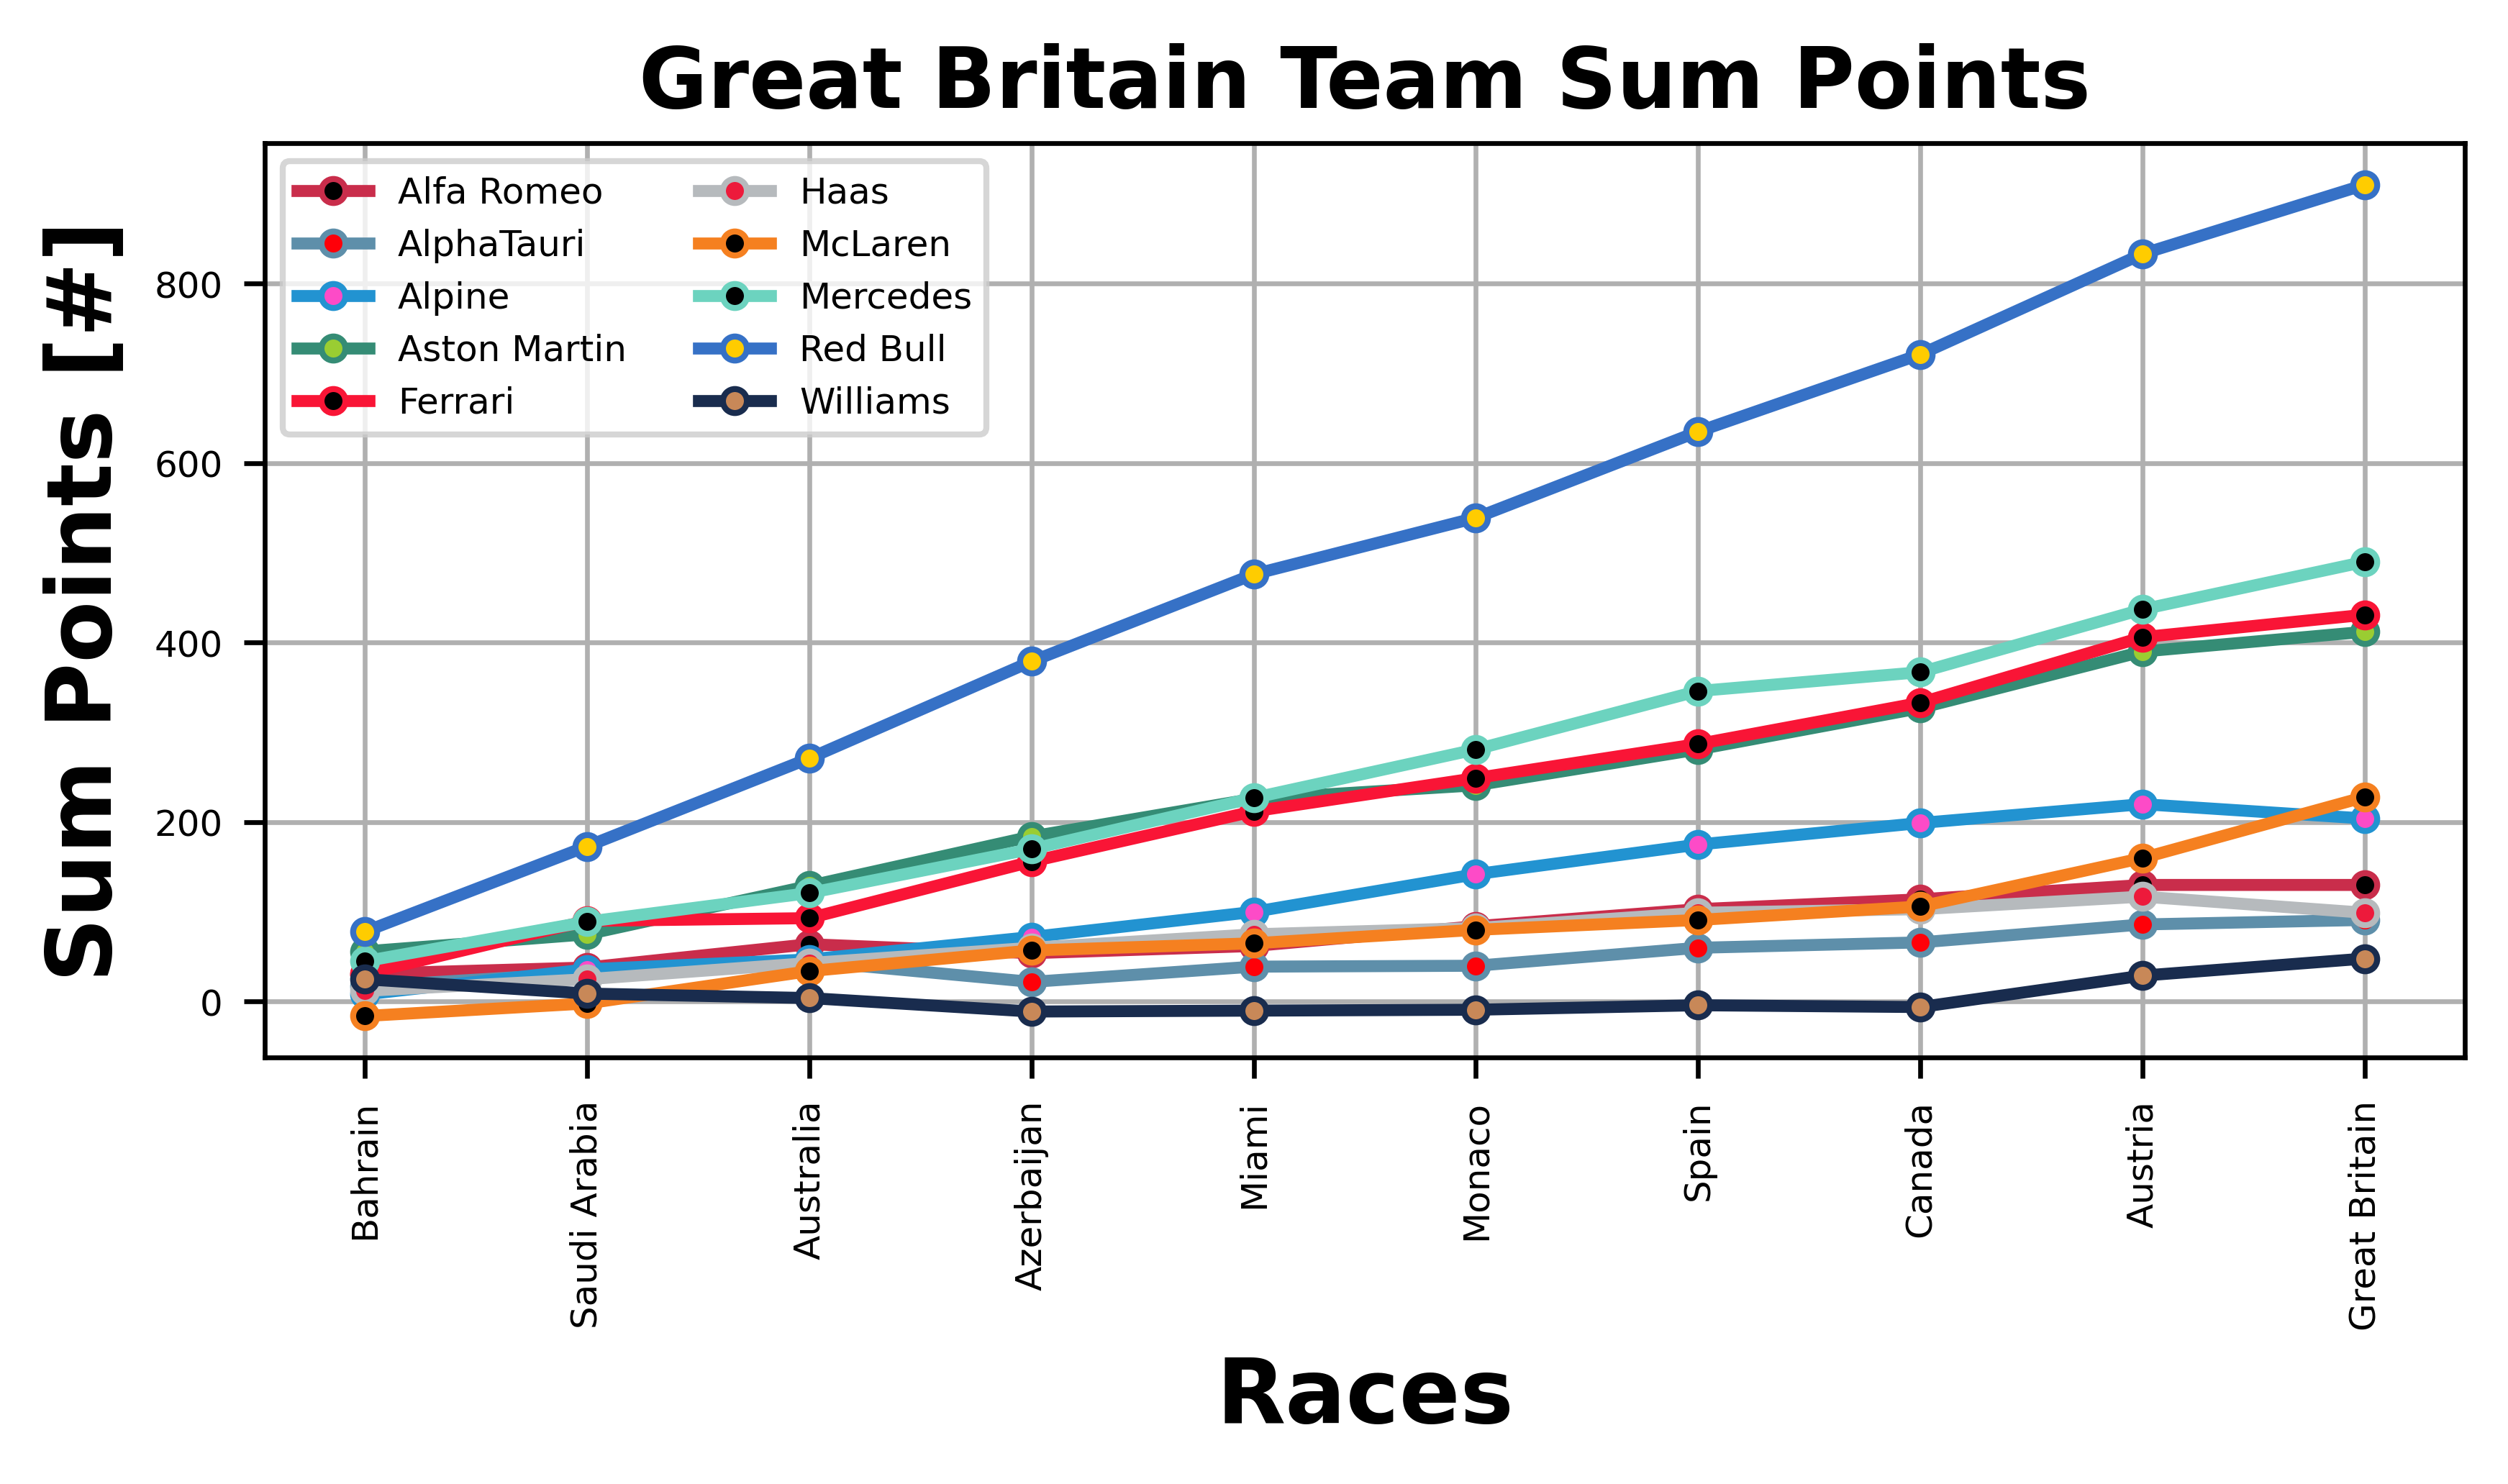 Great Britain Team Sum Points
Sum Points [#]
800
600
400
200
0
Alfa Romeo
AlphaTauri
Alpine
Aston Martin
Ferrari
Haas
McLaren
Mercedes
Red Bull
Williams
Bahrain
Saudi Arabia
Australia
Azerbaijan
Miami
Monaco
Spain
Canada
Austria
Great Britain
Races